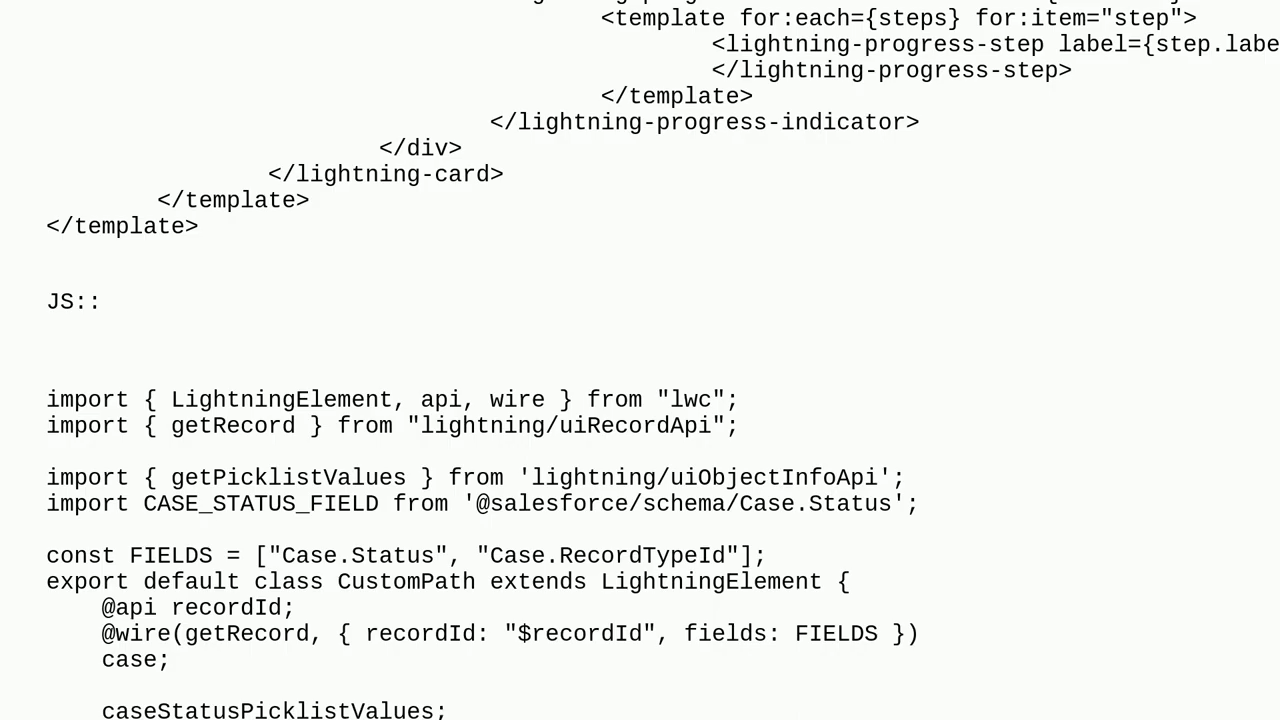 <template for:each={steps} for:item="step">
<lightning-progress-step label={step.labe
</lightning-progress-step>
</template>
</lightning-progress-indicator>
</div>
</lightning-card>
</template>
</template>
JS::
import { LightningElement, api, wire } from "lwc";
import { getRecord } from "lightning/uiRecordApi";
import { getPicklistValues } from 'lightning/uiObjectInfoApi';
import CASE_STATUS_FIELD from '@salesforce/schema/Case.Status';
const FIELDS = ["Case.Status", "Case.RecordTypeId"];
export default class CustomPath extends LightningElement {
@api recordId;
@wire(getRecord, { recordId: "$recordId", fields: FIELDS })
case;
caseStatusPicklistValues;